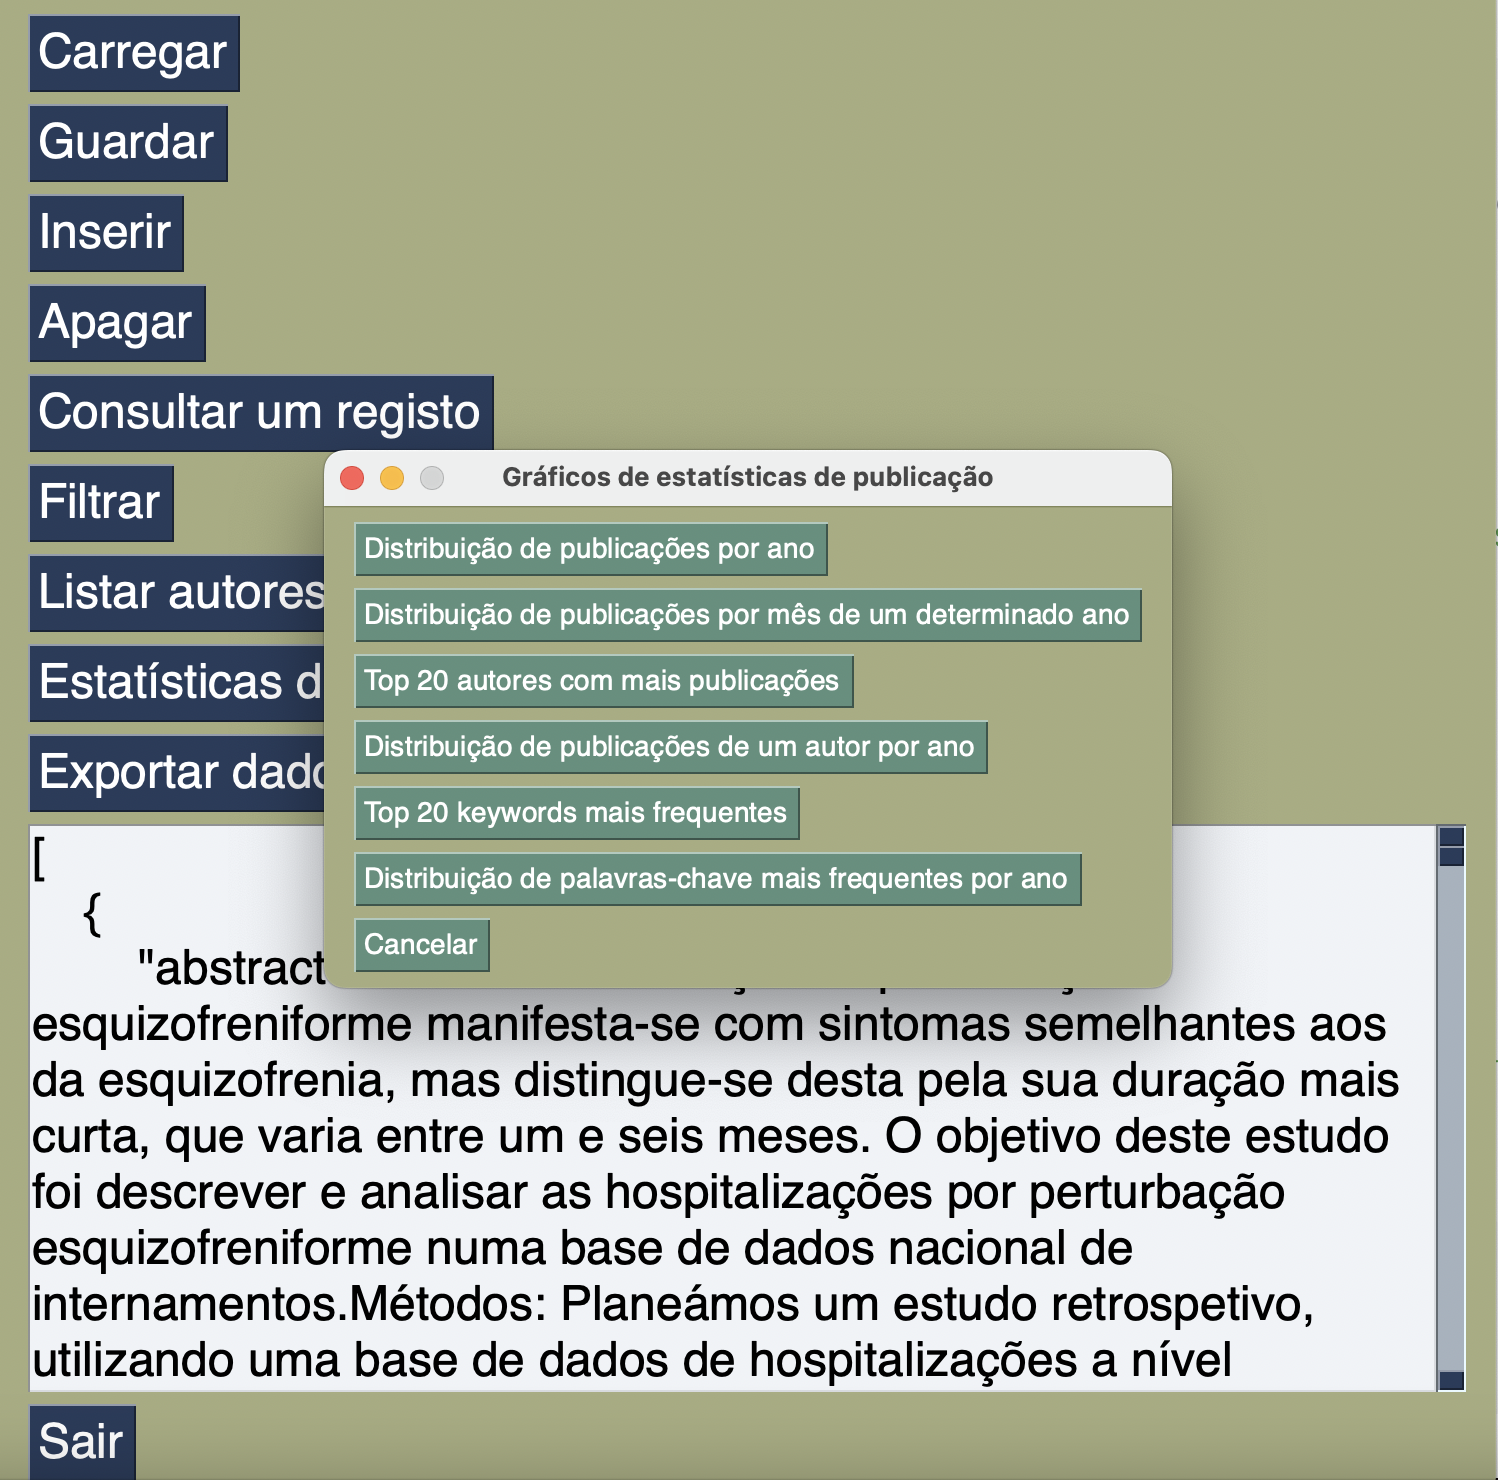 Carregar
Guardar
Inserir
Apagar
Consultar um registo
Filtrar
Listar autores
Estatísticas
Exportar
Gráficos de estatísticas de publicação
Distribuição de publicações por ano
Distribuição de publicações por mês de um determinado ano
Top 20 autores com mais publicações
Distribuição de publicações de um autor por ano
Top 20 keywords mais frequentes
Distribuição de palavras-chave mais frequentes por ano
Cancelar
[
{
"abstract
esquizofreniforme manifesta-se com sintomas semelhantes aos
da esquizofrenia, mas distingue-se desta pela sua duração mais
curta, que varia entre um e seis meses. O objetivo deste estudo
foi descrever e analisar as hospitalizações por perturbação
esquizofreniforme numa base de dados nacional de
internamentos.Métodos: Planeámos um estudo retrospetivo,
utilizando uma base de dados de hospitalizações a nível
Sair